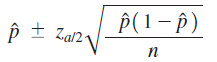 p̂ ± z_{a/2} √(p̂(1 − p̂)/n)